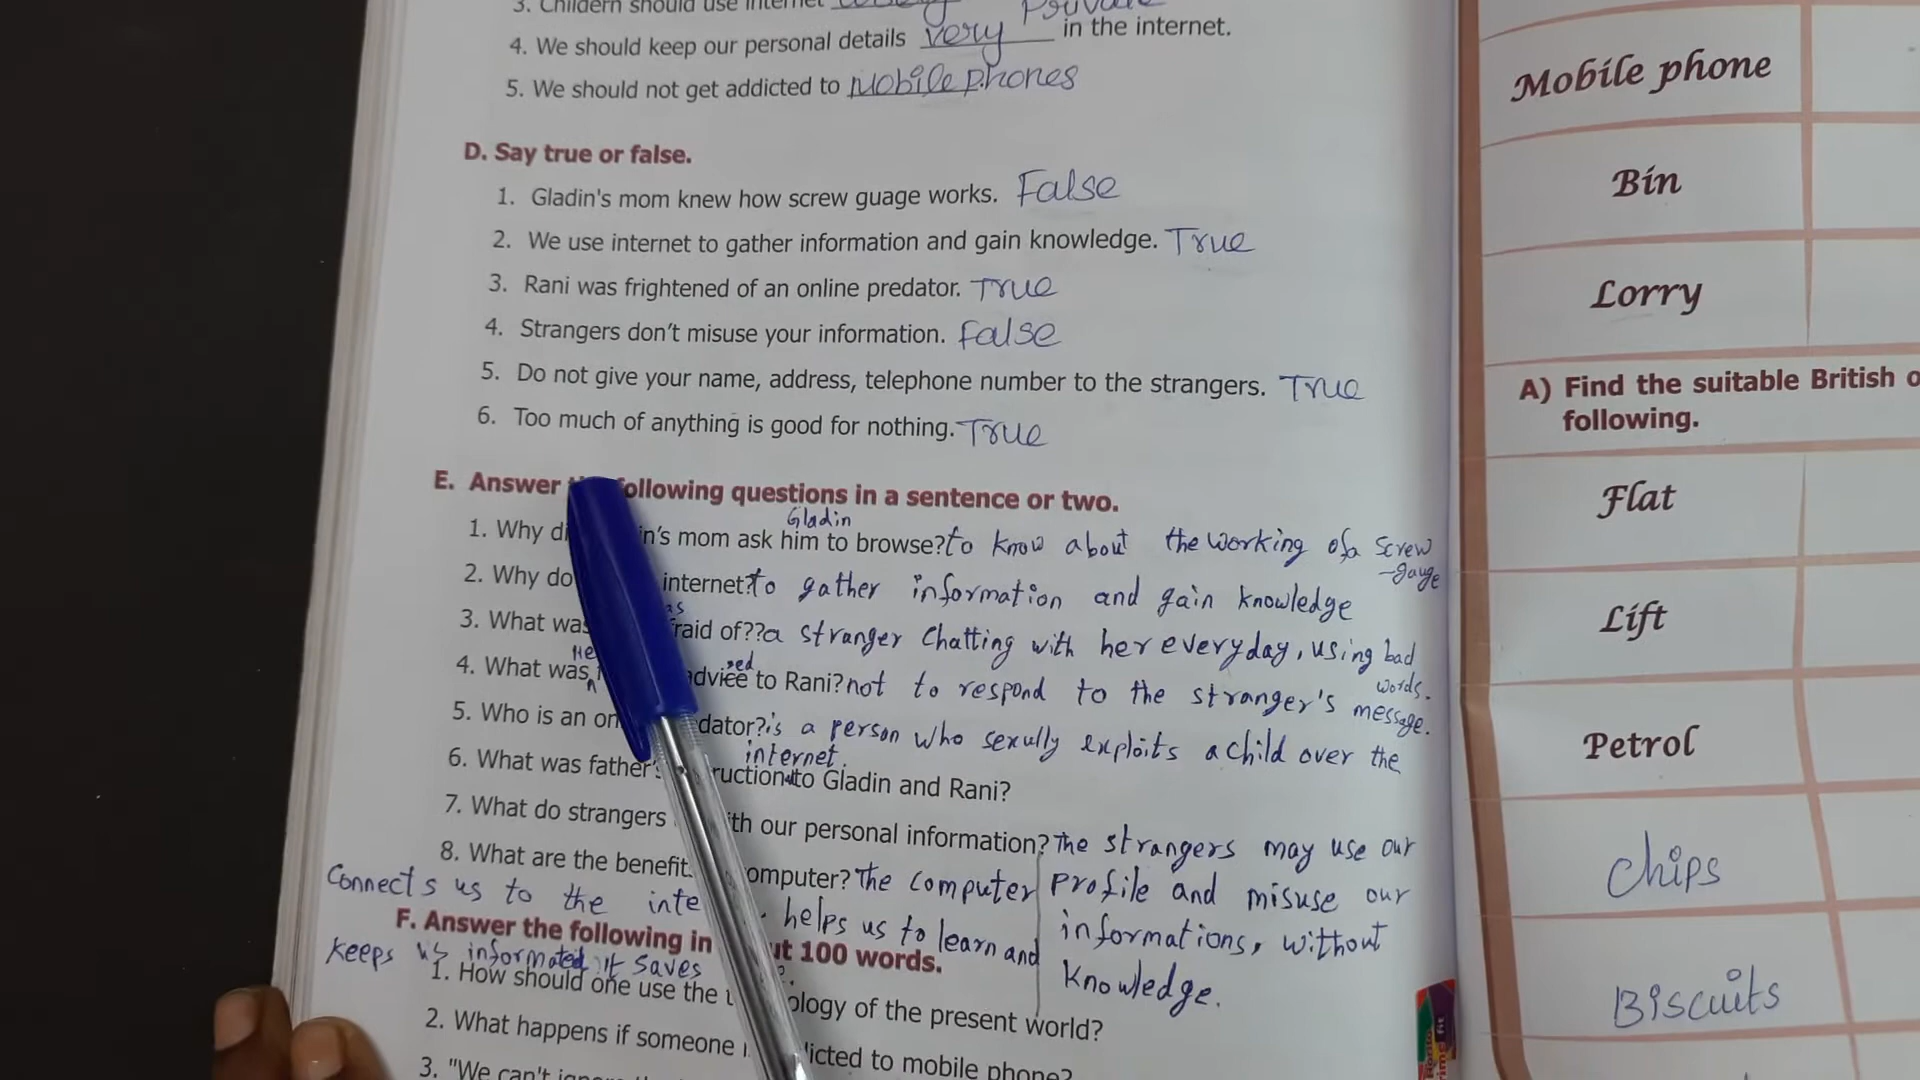 3. Childern should use internet
Private
4. We should keep our personal details very in the internet.
5. We should not get addicted to Mobile phones
D. Say true or false.
1. Gladin's mom knew how screw guage works. False
2. We use internet to gather information and gain knowledge. True
3. Rani was frightened of an online predator. True
4. Strangers don't misuse your information. False
5. Do not give your name, address, telephone number to the strangers. True
6. Too much of anything is good for nothing. True
E. Answer following questions in a sentence or two.
Gladin
1. Why mom ask him to browse? to know about the working of a screw
-gauge
2. Why do internet? to gather information and gain knowledge
3. What was of?? a stranger chatting with her everyday, using bad
words.
He sed
4. What was advice to Rani? not to respond to the stranger's message.
5. Who is an is a person who sexully exploits a child over the
internet.
6. What was father's to Gladin and Rani?
7. What do strangers our personal information? The strangers may use our
profile and misuse our
informations, without
knowledge.
8. What are the computer? The computer
Connects us to the helps us to learn and
F. Answer the following in 100 words.
keeps us informated it saves
1. How should one use the of the present world?
2. What happens if someone to mobile phone?
3. "We can't
Mobile phone
Bin
Lorry
A) Find the suitable British
following.
Flat
Lift
Petrol
chips
Biscuits